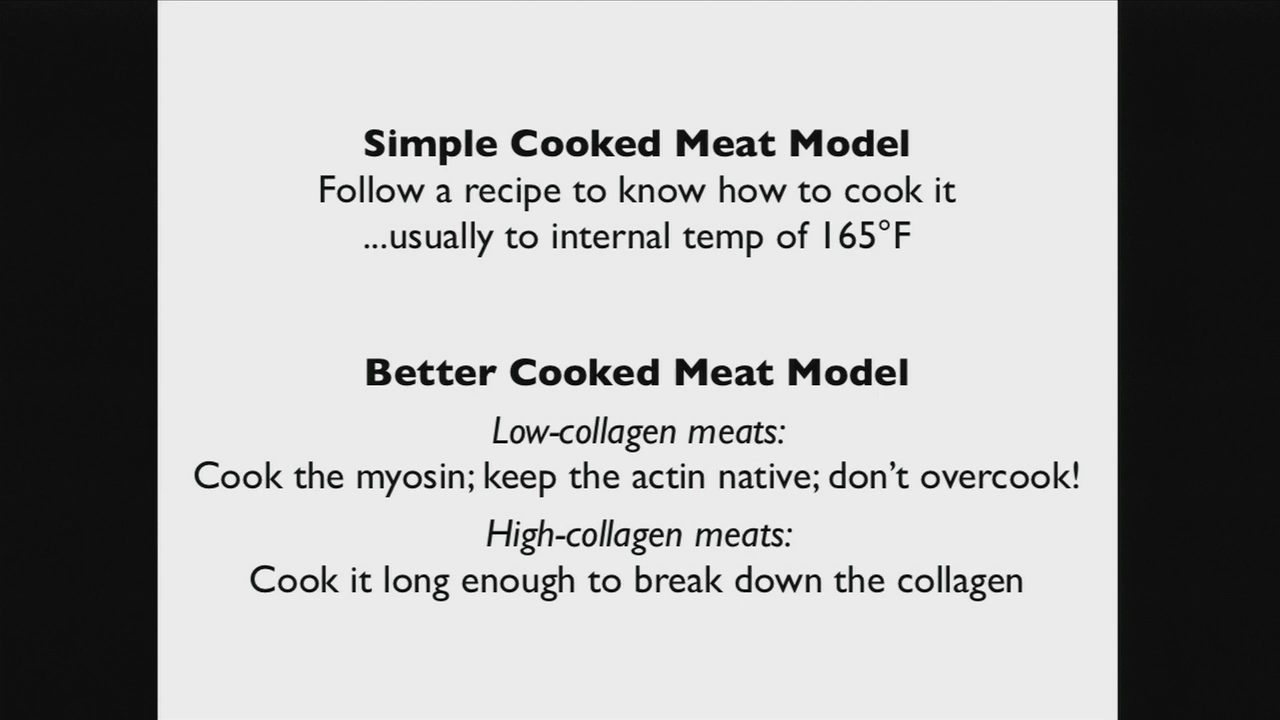 Simple Cooked Meat Model
Follow a recipe to know how to cook it
...usually to internal temp of 165°F
Better Cooked Meat Model
Low-collagen meats:
Cook the myosin; keep the actin native; don’t overcook!
High-collagen meats:
Cook it long enough to break down the collagen